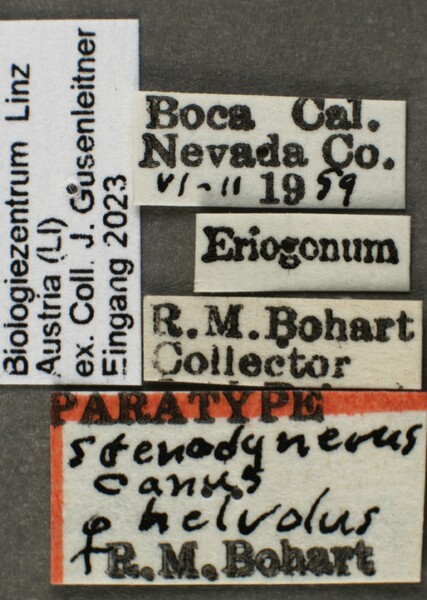 Biologiezentrum Linz
Austria (LI)
ex. Coll. J. Gusenleitner
Eingang 2023
Boca Cal.
Nevada Co.
VI-11 1959
Eriogonum
R. M. Bohart
Collector
PARATYPE
Stenodynerus
canus
♀ helvolus
R. M. Bohart